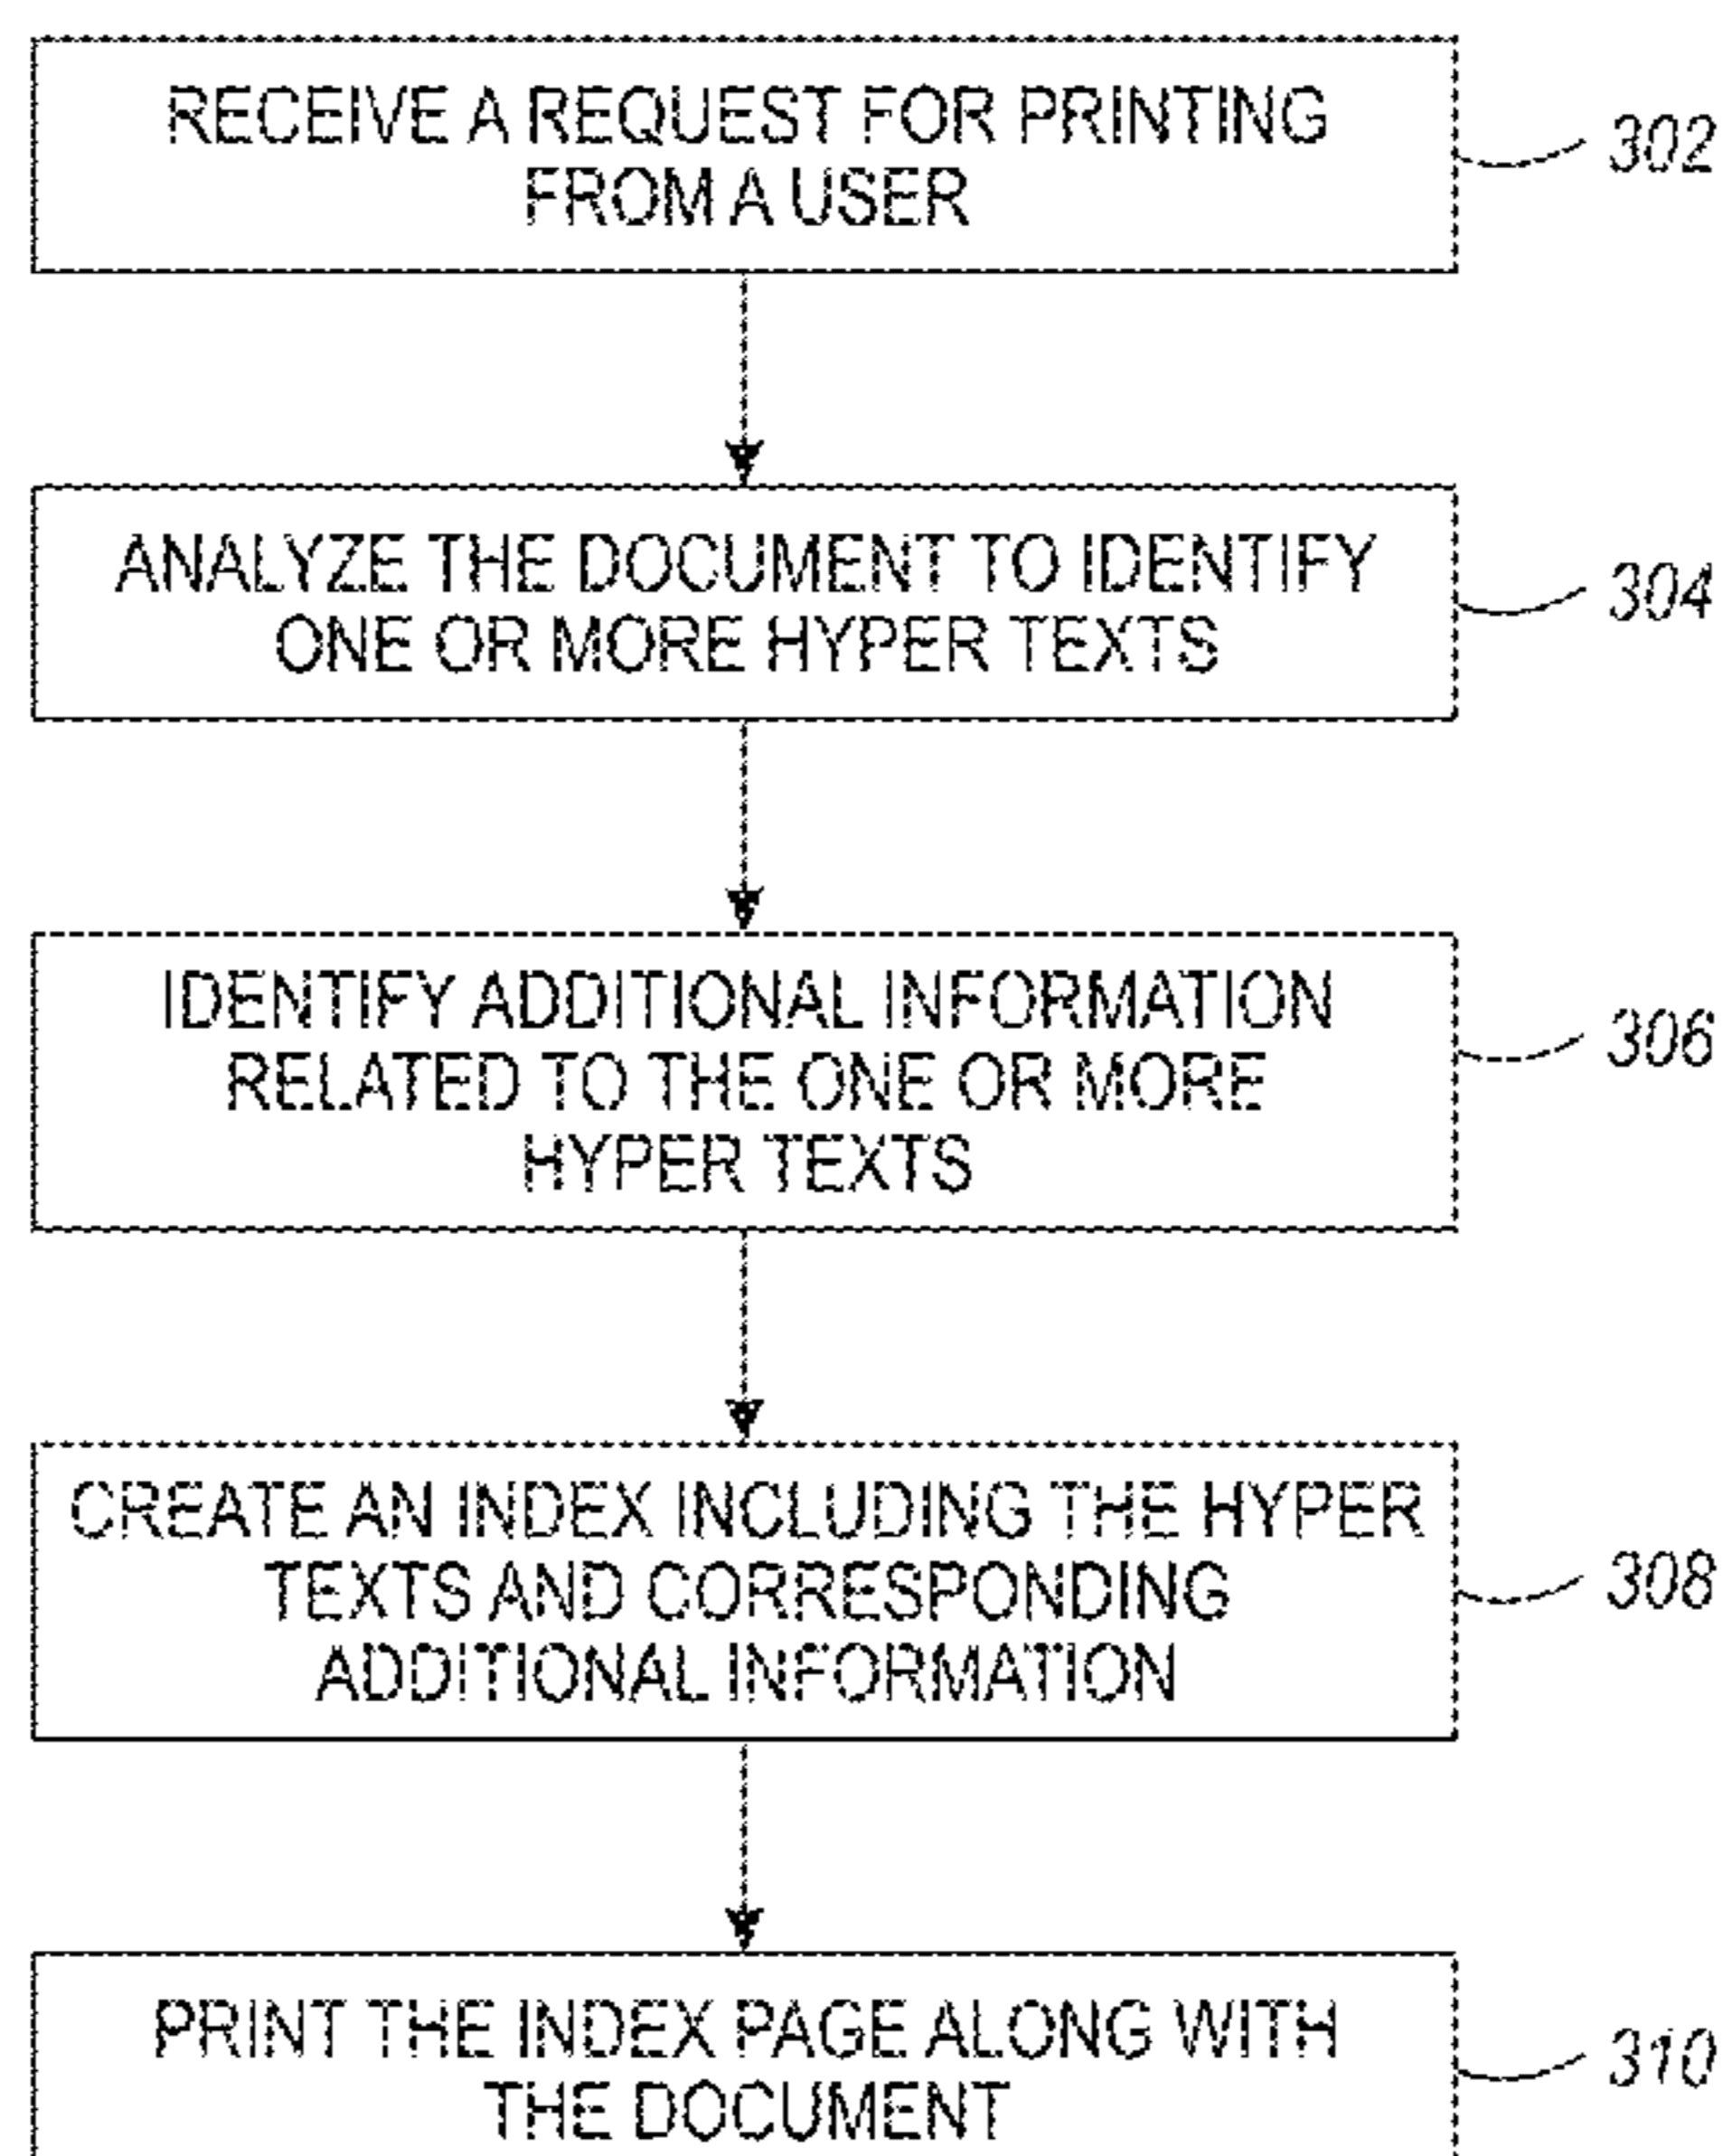 RECEIVE A REQUEST FOR PRINTING
FROM A USER
302
ANALYZE THE DOCUMENT TO IDENTIFY
ONE OR MORE HYPER TEXTS
304
IDENTIFY ADDITIONAL INFORMATION
RELATED TO THE ONE OR MORE
HYPER TEXTS
306
CREATE AN INDEX INCLUDING THE HYPER
TEXTS AND CORRESPONDING
ADDITIONAL INFORMATION
308
PRINT THE INDEX PAGE ALONG WITH
THE DOCUMENT
310